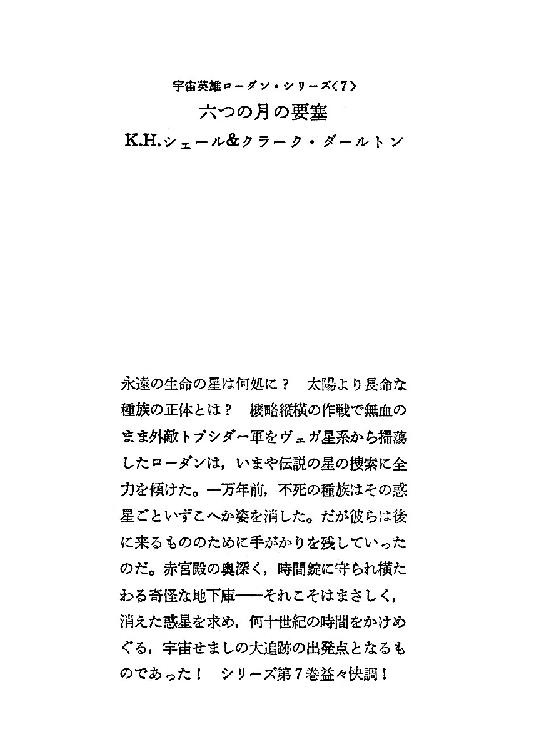 宇宙英雄ローダン・シリーズ〈7〉
六つの月の要塞
K.H.シェール&クラーク・ダールトン
永遠の生命の星は何処に？　太陽より長命な
種族の正体とは？　機略縦横の作戦で無血の
まま外敵トプシダー軍をヴェガ星系から掃蕩
したローダンは，いまや伝説の星の捜索に全
力を傾けた。一万年前，不死の種族はその惑
星ごといずこへか姿を消した。だが彼らは後
に来るもののために手がかりを残していった
のだ。赤宮殿の奥深く，時間錠に守られ横た
わる奇怪な地下庫――それこそはまさしく，
消えた惑星を求め，何十世紀の時間をかけめ
ぐる，宇宙せましの大追跡の出発点となるも
のであった！　シリーズ第7巻益々快調！